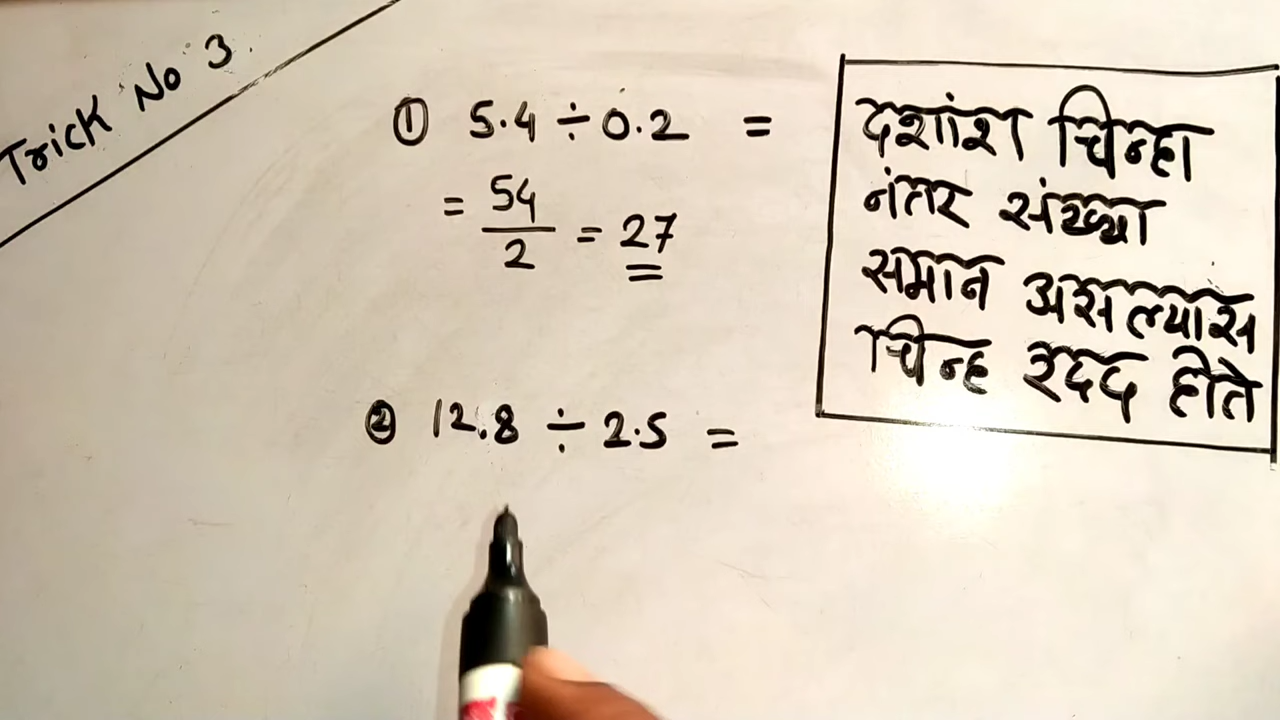 Trick No 3.
① 5.4 ÷ 0.2 =
= 54/2 = 27
② 12.8 ÷ 2.5 =
दशांश चिन्हा
नंतर संख्या
समान असल्यास
चिन्ह रदद होते